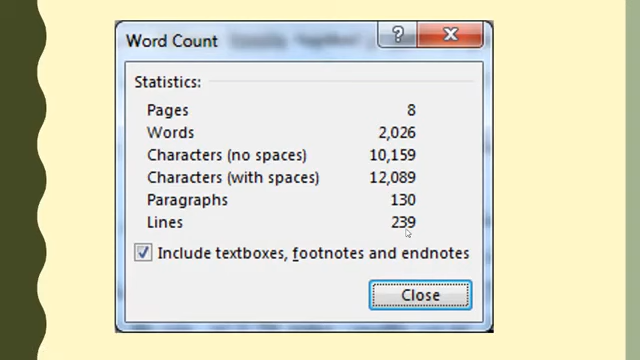 Word Count
Statistics:
Pages 8
Words 2,026
Characters (no spaces) 10,159
Characters (with spaces) 12,089
Paragraphs 130
Lines 239
Include textboxes, footnotes and endnotes
Close